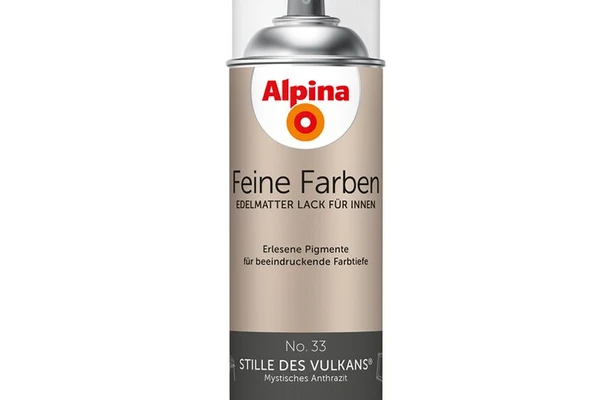 Alpina
Feine Farben
EDELMATTER LACK FÜR INNEN
Erlesene Pigmente
für beeindruckende Farbtiefe
No. 33
STILLE DES VULKANS®
Mystisches Anthrazit